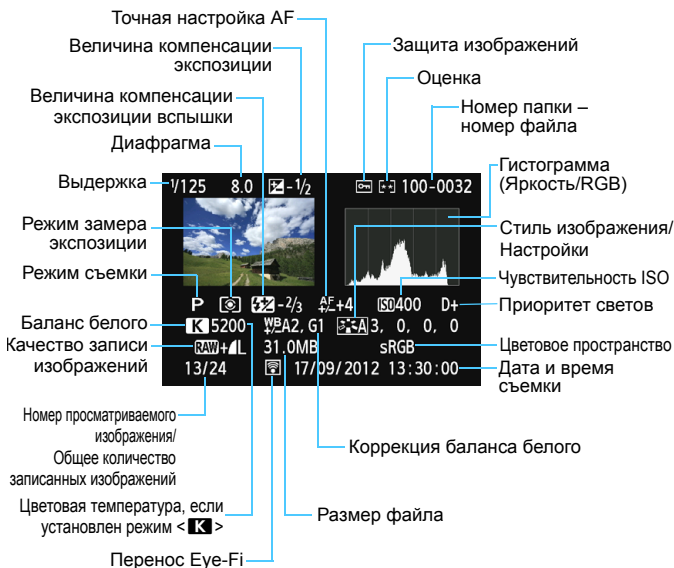 Точная настройка AF
Величина компенсации
экспозиции
Величина компенсации
экспозиции вспышки
Диафрагма
Выдержка
Режим замера
экспозиции
Режим съемки
Баланс белого
Качество записи
изображений
Номер просматриваемого
изображения/
Общее количество
записанных изображений
Цветовая температура, если
установлен режим < K >
Перенос Eye-Fi
Защита изображений
Оценка
Номер папки –
номер файла
Гистограмма
(Яркость/RGB)
Стиль изображения/
Настройки
Чувствительность ISO
Приоритет светов
Цветовое пространство
Дата и время
съемки
Коррекция баланса белого
Размер файла
1/125 8.0 -1/2 100-0032
P -2/3 AF+4 ISO400 D+
K 5200 WB A2, G1 A 3, 0, 0, 0
RAW+L 31.0MB sRGB
13/24 17/09/2012 13:30:00